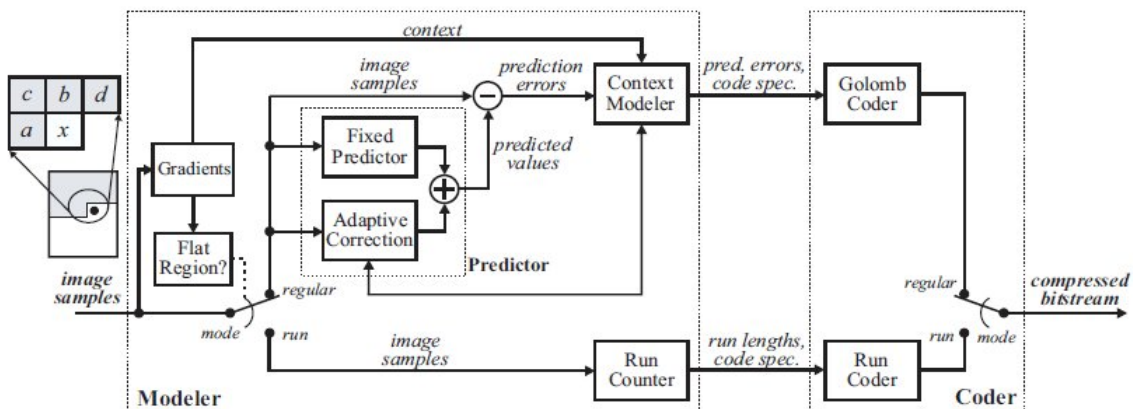 context
image
samples
prediction
errors
pred. errors,
code spec.
c b d
a x
Gradients
Fixed
Predictor
−
predicted
values
Context
Modeler
Golomb
Coder
+
Adaptive
Correction
Flat
Region?
Predictor
image
samples
regular
mode
run
image
samples
Run
Counter
run lengths,
code spec.
Run
Coder
regular
run
mode
compressed
bitstream
Modeler
Coder